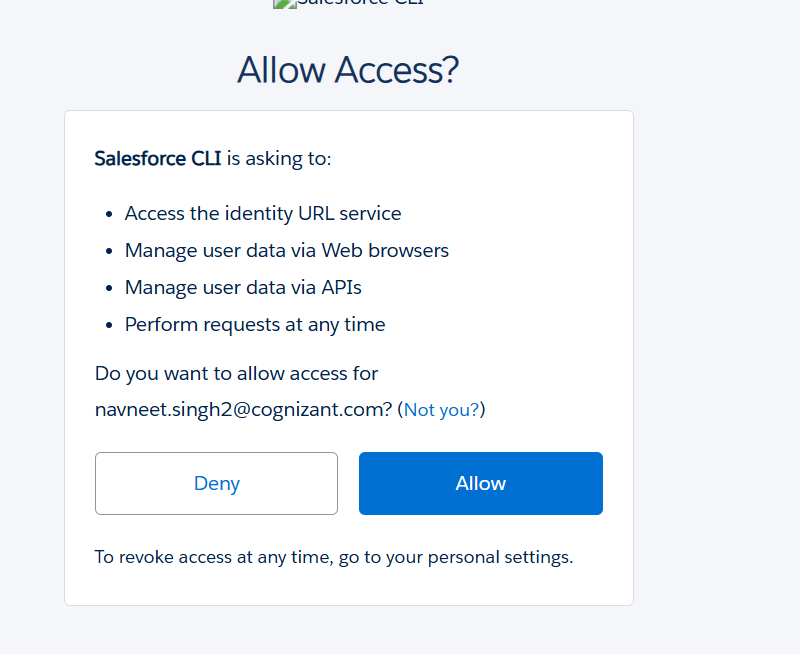 Salesforce CLI
Allow Access?
Salesforce CLI is asking to:
• Access the identity URL service
• Manage user data via Web browsers
• Manage user data via APIs
• Perform requests at any time
Do you want to allow access for
navneet.singh2@cognizant.com? (Not you?)
Deny
Allow
To revoke access at any time, go to your personal settings.